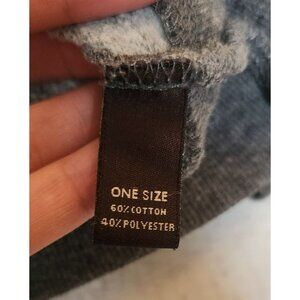 ONE SIZE
60% COTTON
40% POLYESTER